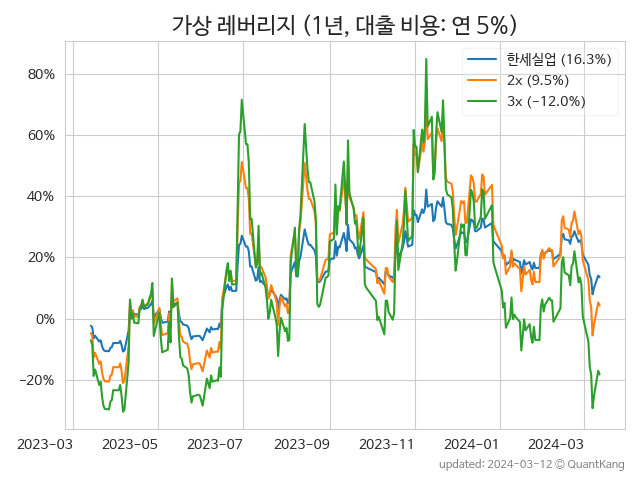 가상 레버리지 (1년, 대출 비용: 연 5%)
한세실업 (16.3%)
2x (9.5%)
3x (−12.0%)
80%
60%
40%
20%
0%
−20%
2023-03 2023-05 2023-07 2023-09 2023-11 2024-01 2024-03
updated: 2024-03-12 ⓒ QuantKang